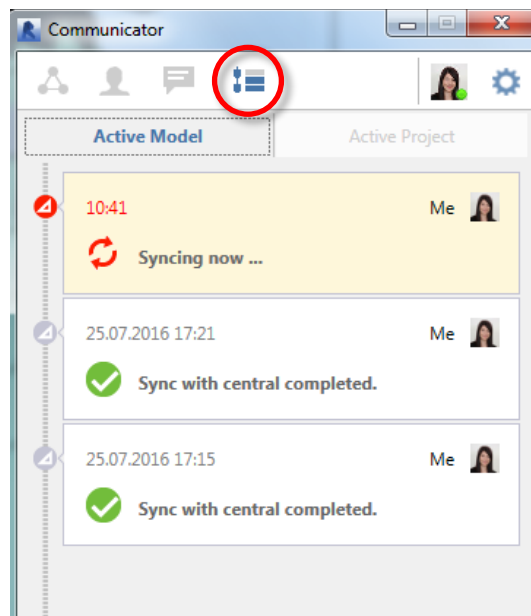 Communicator
Active Model
Active Project
10:41
Me
Syncing now ...
25.07.2016 17:21
Me
Sync with central completed.
25.07.2016 17:15
Me
Sync with central completed.